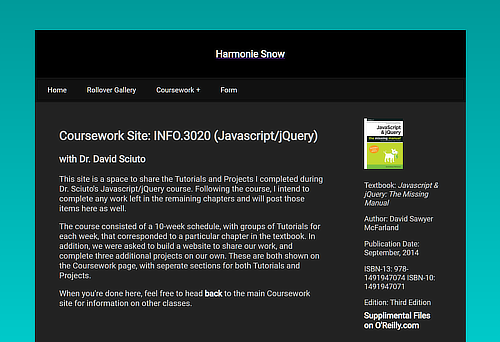 Harmonie Snow
Home Rollover Gallery Coursework + Form
Coursework Site: INFO.3020 (Javascript/jQuery)
with Dr. David Sciuto
This site is a space to share the Tutorials and Projects I completed during
Dr. Sciuto's Javascript/jQuery course. Following the course, I intend to
complete any work left in the remaining chapters and will post those
items here as well.
The course consisted of a 10-week schedule, with groups of Tutorials for
each week, that corresponded to a particular chapter in the textbook. In
addition, we were asked to build a website to share our work, and
complete three additional projects on our own. These are both shown on
the Coursework page, with seperate sections for both Tutorials and
Projects.
When you're done here, feel free to head back to the main Coursework
site for information on other classes.
JavaScript
& jQuery
the missing manual
Textbook: Javascript &
jQuery: The Missing
Manual
Author: David Sawyer
McFarland
Publication Date:
September, 2014
ISBN-13: 978-
1491947074 ISBN-10:
1491947071
Edition: Third Edition
Supplimental Files
on O'Reilly.com